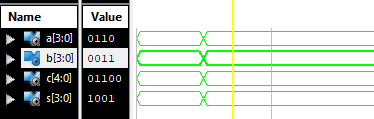 Name Value
a[3:0] 0110
b[3:0] 0011
c[4:0] 01100
s[3:0] 1001